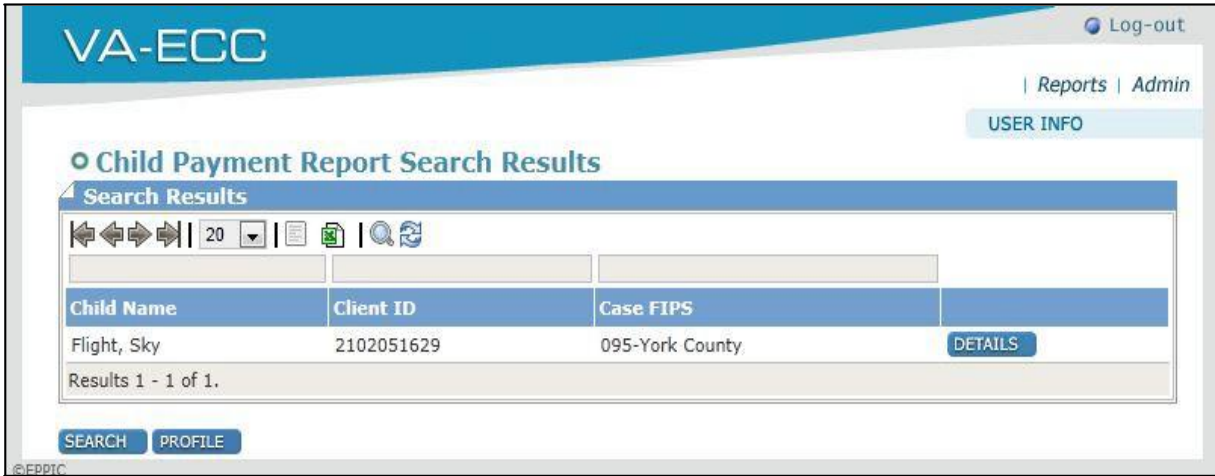 VA-ECC
Log-out
| Reports | Admin
USER INFO
Child Payment Report Search Results
Search Results
20
Child Name Client ID Case FIPS
Flight, Sky 2102051629 095-York County DETAILS
Results 1 - 1 of 1.
SEARCH PROFILE
©EPPIC